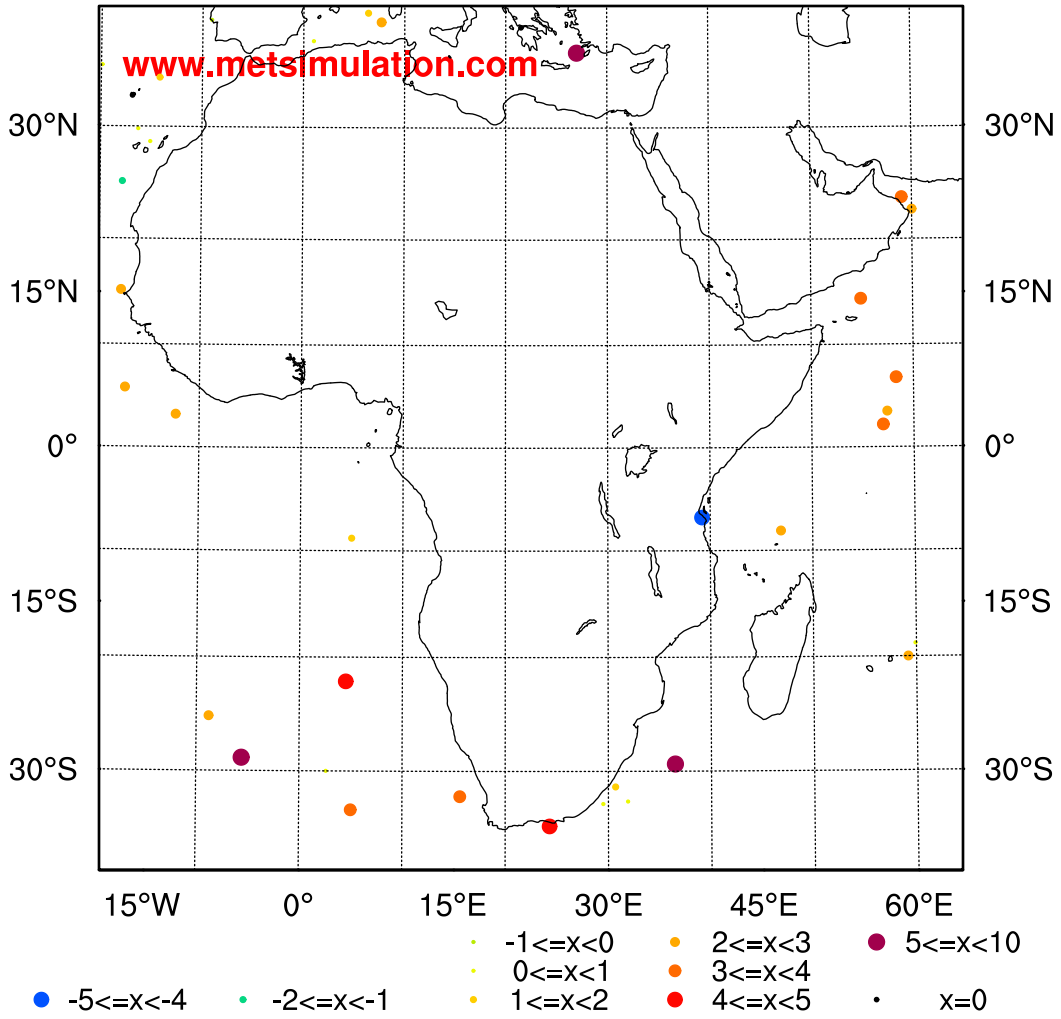 www.metsimulation.com
30°N 30°N
15°N 15°N
0° 0°
15°S 15°S
30°S 30°S
15°W 0° 15°E 30°E 45°E 60°E
-1<=x<0 2<=x<3 5<=x<10
0<=x<1 3<=x<4
-5<=x<-4 -2<=x<-1 1<=x<2 4<=x<5 x=0